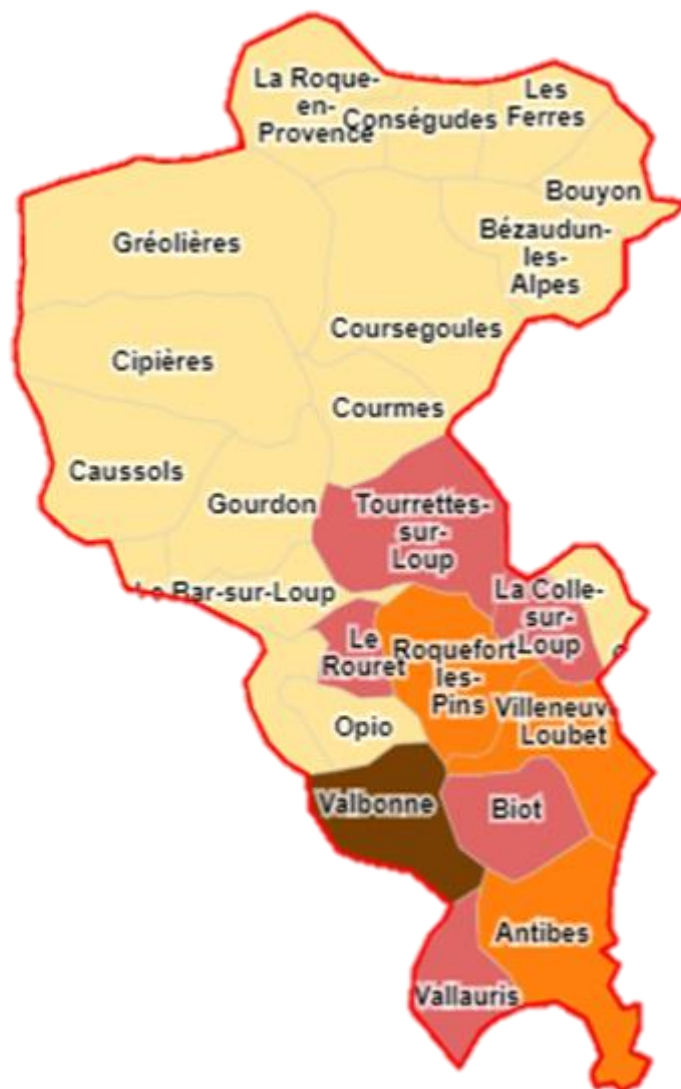 La Roque-
en-
Provence
Conségudes
Les
Ferres
Bouyon
Bézaudun-
les-
Alpes
Gréolières
Coursegoules
Cipières
Courmes
Caussols
Gourdon
Tourrettes-
sur-
Loup
Le Bar-sur-Loup
La Colle-
sur-
Loup
Le
Rouret
Roquefort
les-
Pins
Villeneuv
Loubet
Opio
Valbonne
Biot
Antibes
Vallauris